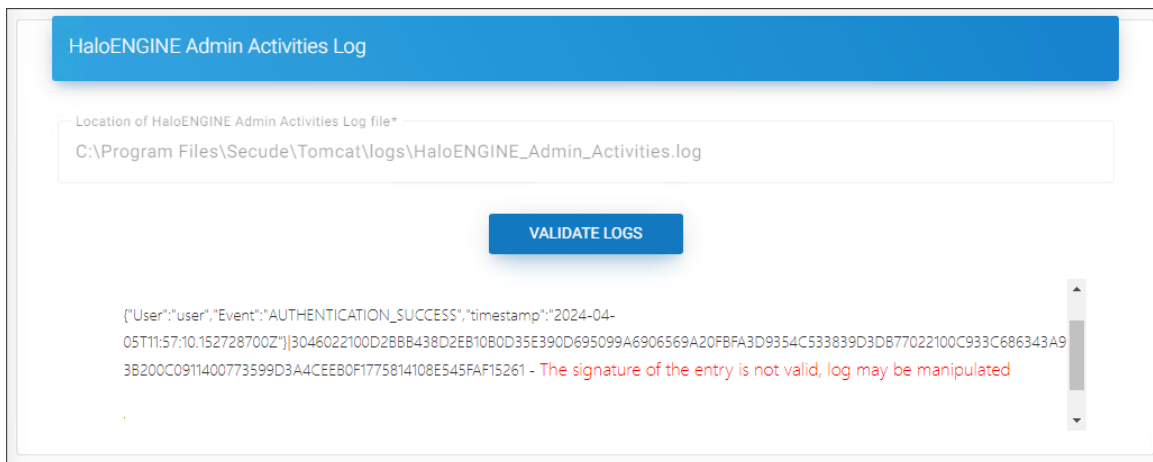 HaloENGINE Admin Activities Log
Location of HaloENGINE Admin Activities Log file*
C:\Program Files\Secude\Tomcat\logs\HaloENGINE_Admin_Activities.log
VALIDATE LOGS
{"User":"user","Event":"AUTHENTICATION_SUCCESS","timestamp":"2024-04-
05T11:57:10.152728700Z"}|3046022100D2BBB438D2EB10B0D35E390D695099A6906569A20FBFA3D9354C533839D3DB77022100C933C686343A9
3B200C0911400773599D3A4CEEB0F1775814108E545FAF15261 - The signature of the entry is not valid, log may be manipulated